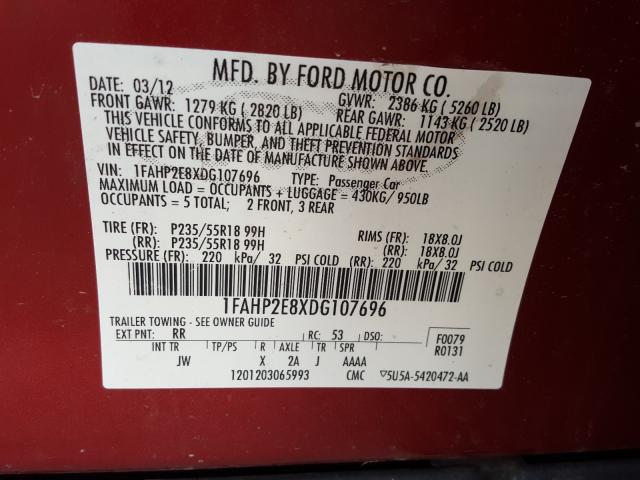 MFD. BY FORD MOTOR CO.
DATE: 03/12 GVWR: 2386 KG ( 5260 LB)
FRONT GAWR: 1279 KG ( 2820 LB) REAR GAWR: 1143 KG ( 2520 LB)
THIS VEHICLE CONFORMS TO ALL APPLICABLE FEDERAL MOTOR
VEHICLE SAFETY, BUMPER, AND THEFT PREVENTION STANDARDS
IN EFFECT ON THE DATE OF MANUFACTURE SHOWN ABOVE.
VIN: 1FAHP2E8XDG107696 TYPE: Passenger Car
MAXIMUM LOAD = OCCUPANTS + LUGGAGE = 430KG/ 950LB
OCCUPANTS = 5 TOTAL; 2 FRONT, 3 REAR
TIRE (FR): P235/55R18 99H RIMS (FR): 18X8.0J
(RR): P235/55R18 99H (RR): 18X8.0J
PRESSURE (FR): 220 kPa/ 32 PSI COLD (RR): 220 kPa/ 32 PSI COLD
1FAHP2E8XDG107696
TRAILER TOWING - SEE OWNER GUIDE
EXT PNT: RR RC: 53 DSO: F0079
R0131
INT TR TP/PS R AXLE TR SPR
JW X 2A J AAAA
1201203065993 CMC ▽5U5A-5420472-AA